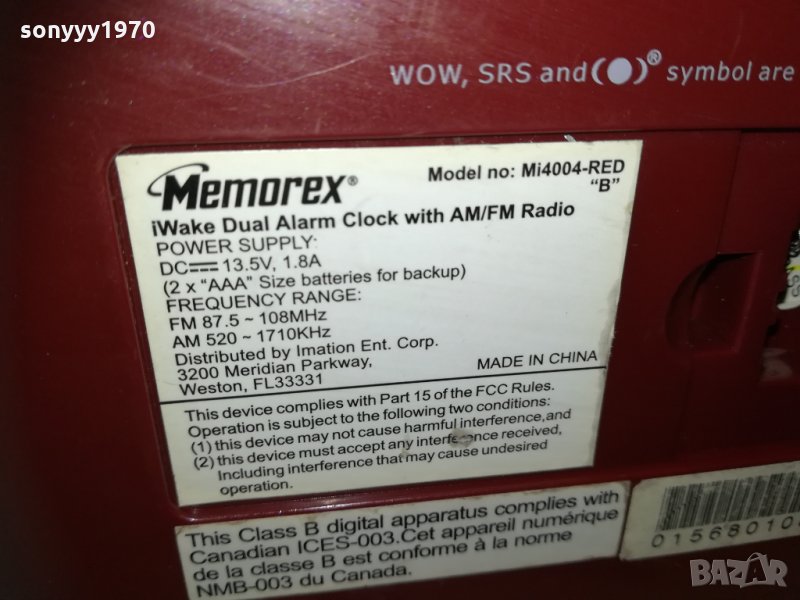 sonyyy1970
WOW, SRS and (●)® symbol are
Memorex®
Model no: Mi4004-RED
"B"
iWake Dual Alarm Clock with AM/FM Radio
POWER SUPPLY:
DC 13.5V, 1.8A
(2 x "AAA" Size batteries for backup)
FREQUENCY RANGE:
FM 87.5 ~ 108MHz
AM 520 ~ 1710KHz
Distributed by Imation Ent. Corp.
3200 Meridian Parkway,
Weston, FL33331
MADE IN CHINA
This device complies with Part 15 of the FCC Rules.
Operation is subject to the following two conditions:
(1) this device may not cause harmful interference,and
(2) this device must accept any interference received,
Including interference that may cause undesired
operation.
This Class B digital apparatus complies with
Canadian ICES-003.Cet appareil numérique
de la classe B est conforme à la norme
NMB-003 du Canada.
0156801
BAZAR
bazar.bg